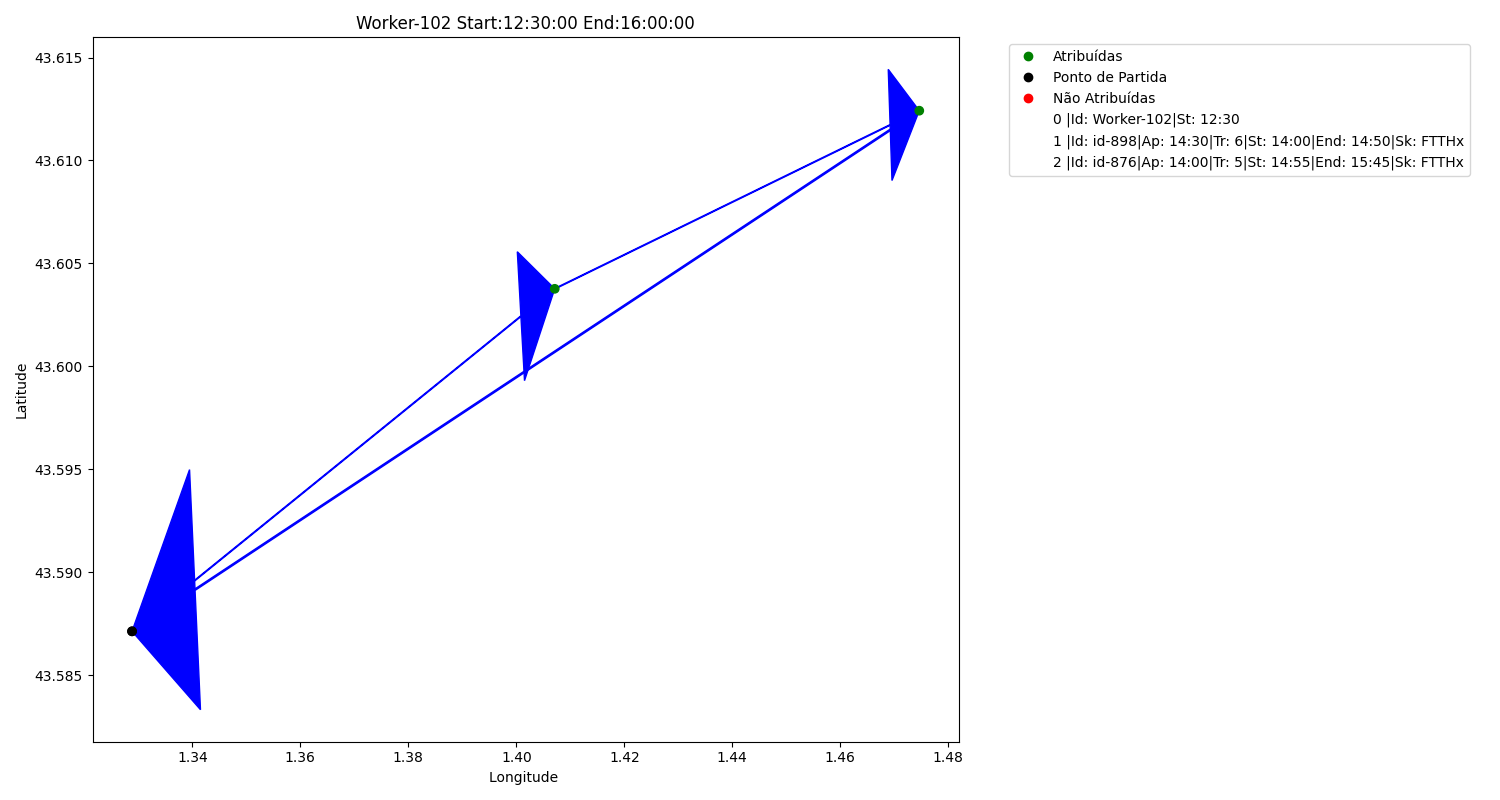 Worker-102 Start:12:30:00 End:16:00:00
43.615
43.610
43.605
43.600
43.595
43.590
43.585
Latitude
1.34
1.36
1.38
1.40
1.42
1.44
1.46
1.48
Longitude
Atribuídas
Ponto de Partida
Não Atribuídas
0 |Id: Worker-102|St: 12:30
1 |Id: id-898|Ap: 14:30|Tr: 6|St: 14:00|End: 14:50|Sk: FTTHx
2 |Id: id-876|Ap: 14:00|Tr: 5|St: 14:55|End: 15:45|Sk: FTTHx